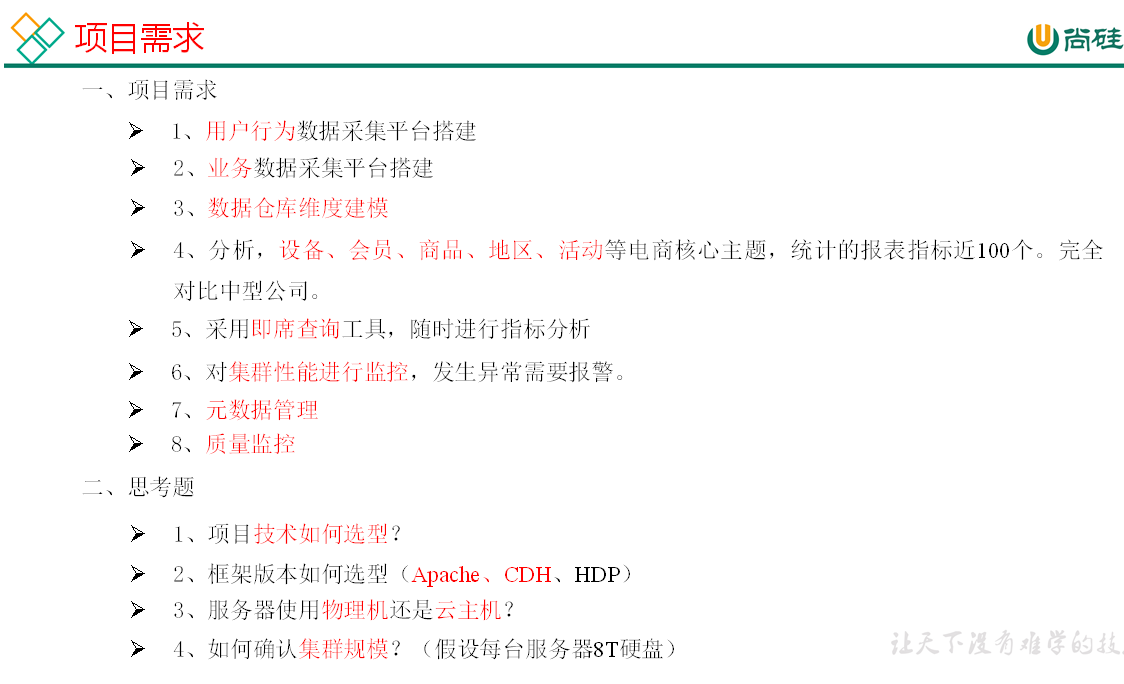 项目需求
尚硅
一、项目需求
➢ 1、用户行为数据采集平台搭建
➢ 2、业务数据采集平台搭建
➢ 3、数据仓库维度建模
➢ 4、分析，设备、会员、商品、地区、活动等电商核心主题，统计的报表指标近100个。完全
对比中型公司。
➢ 5、采用即席查询工具，随时进行指标分析
➢ 6、对集群性能进行监控，发生异常需要报警。
➢ 7、元数据管理
➢ 8、质量监控
二、思考题
➢ 1、项目技术如何选型？
➢ 2、框架版本如何选型（Apache、CDH、HDP）
➢ 3、服务器使用物理机还是云主机？
➢ 4、如何确认集群规模？（假设每台服务器8T硬盘）
让天下没有难学的技